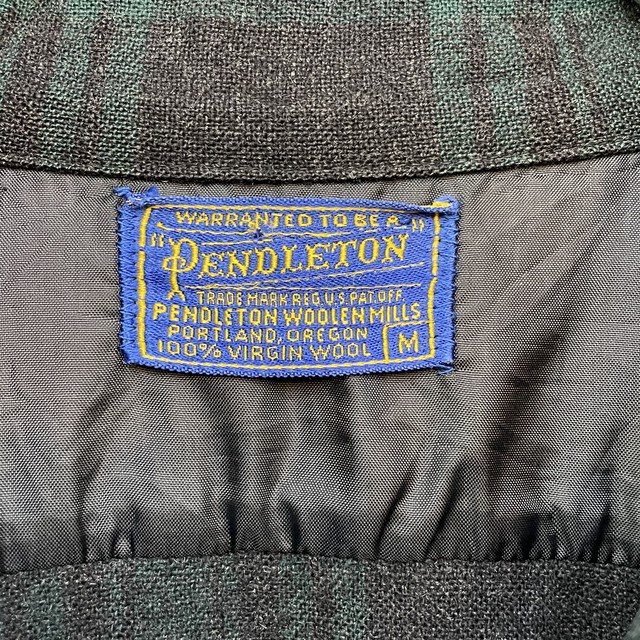 WARRANTED TO BE A
"PENDLETON
TRADE MARK REG. U.S. PAT. OFF.
PENDLETON WOOLEN MILLS
PORTLAND, OREGON
100% VIRGIN WOOL
M